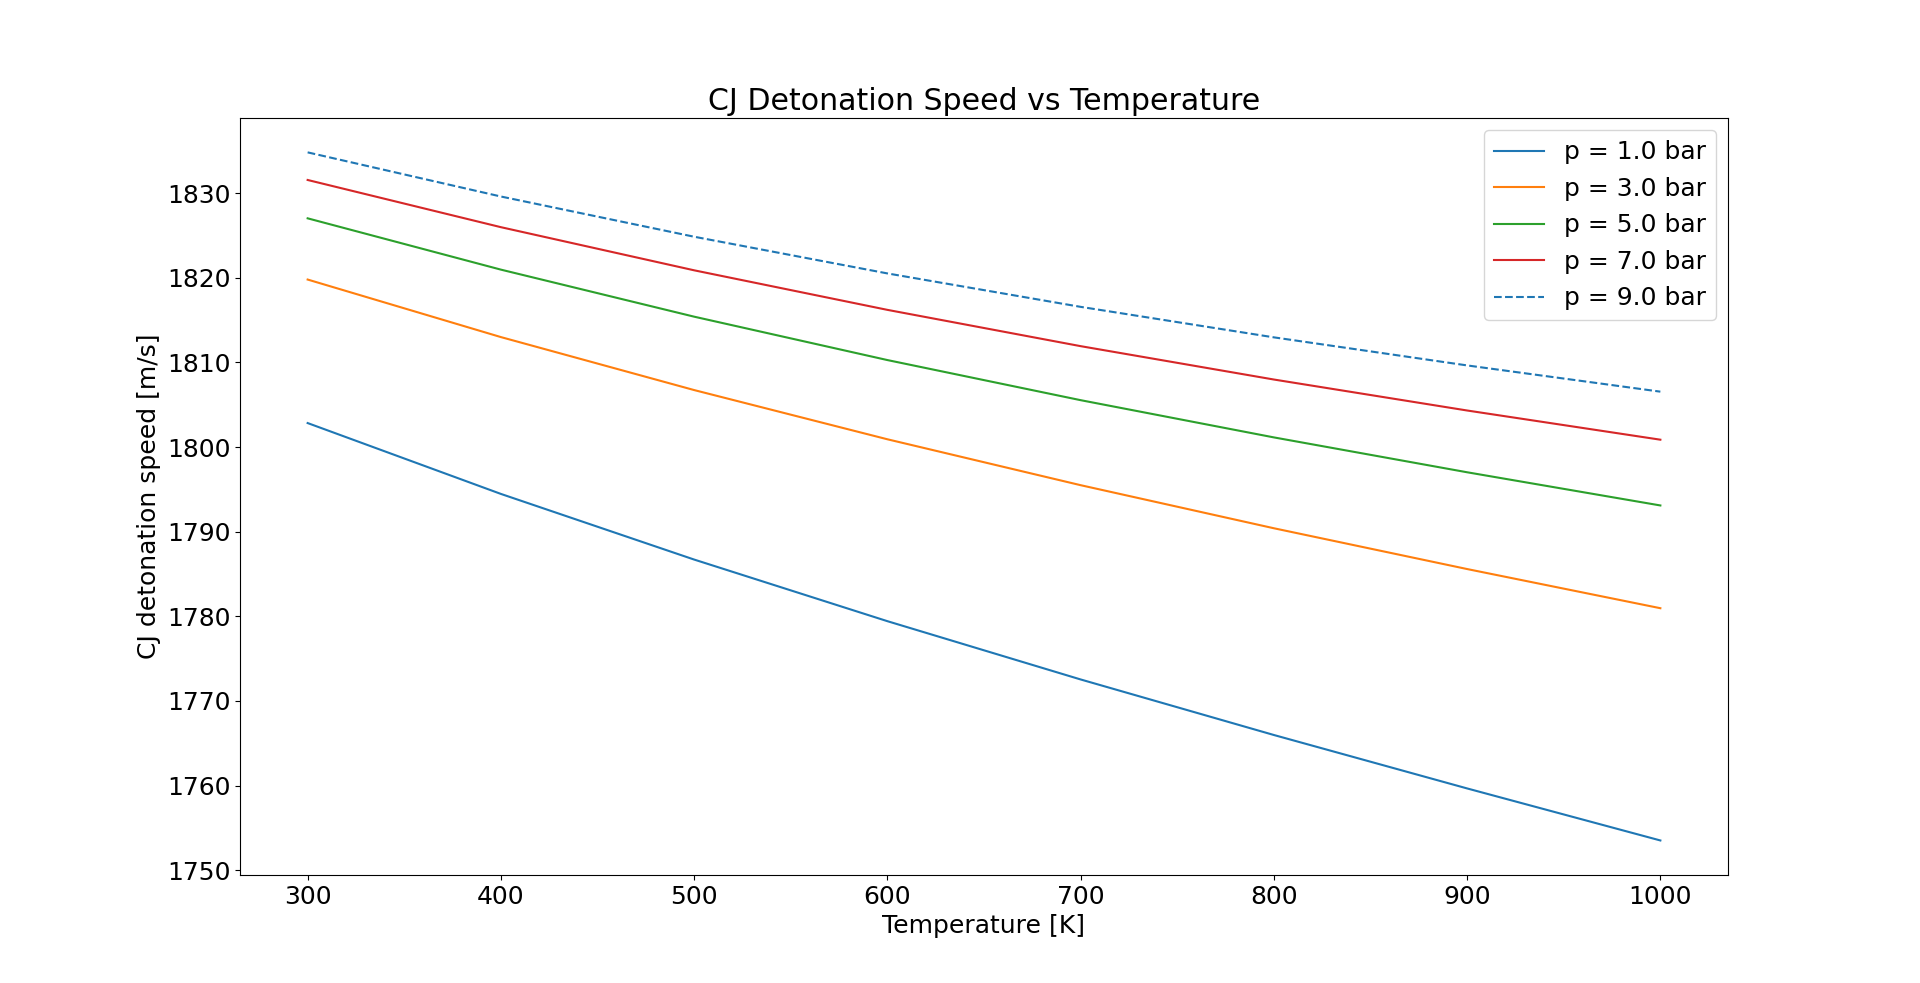 CJ Detonation Speed vs Temperature
p = 1.0 bar
p = 3.0 bar
p = 5.0 bar
p = 7.0 bar
p = 9.0 bar
CJ detonation speed [m/s]
1830
1820
1810
1800
1790
1780
1770
1760
1750
300 400 500 600 700 800 900 1000
Temperature [K]